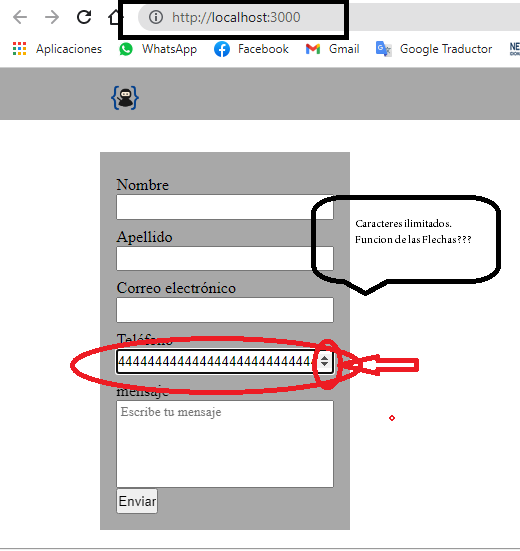 http://localhost:3000
Aplicaciones WhatsApp Facebook Gmail Google Traductor
Nombre
Caracteres ilimitados.
Funcion de las Flechas???
Apellido
Correo electrónico
Teléfono
mensaje
Escribe tu mensaje
Enviar